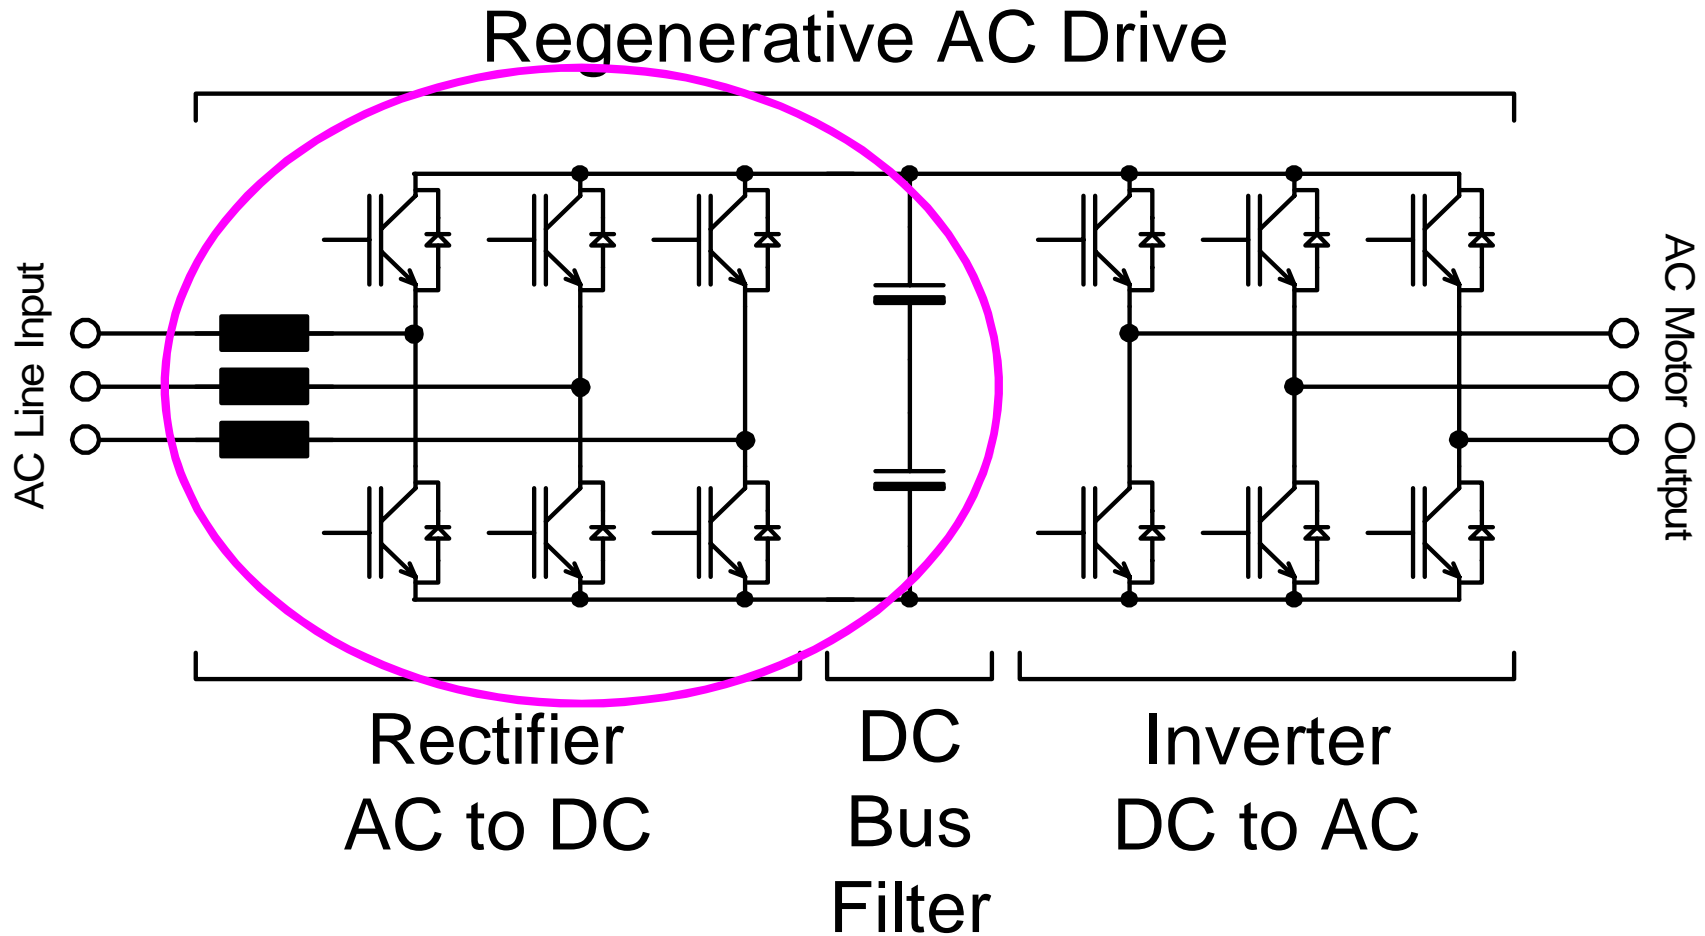 Regenerative AC Drive
AC Line Input
AC Motor Output
Rectifier
AC to DC
DC
Bus
Filter
Inverter
DC to AC